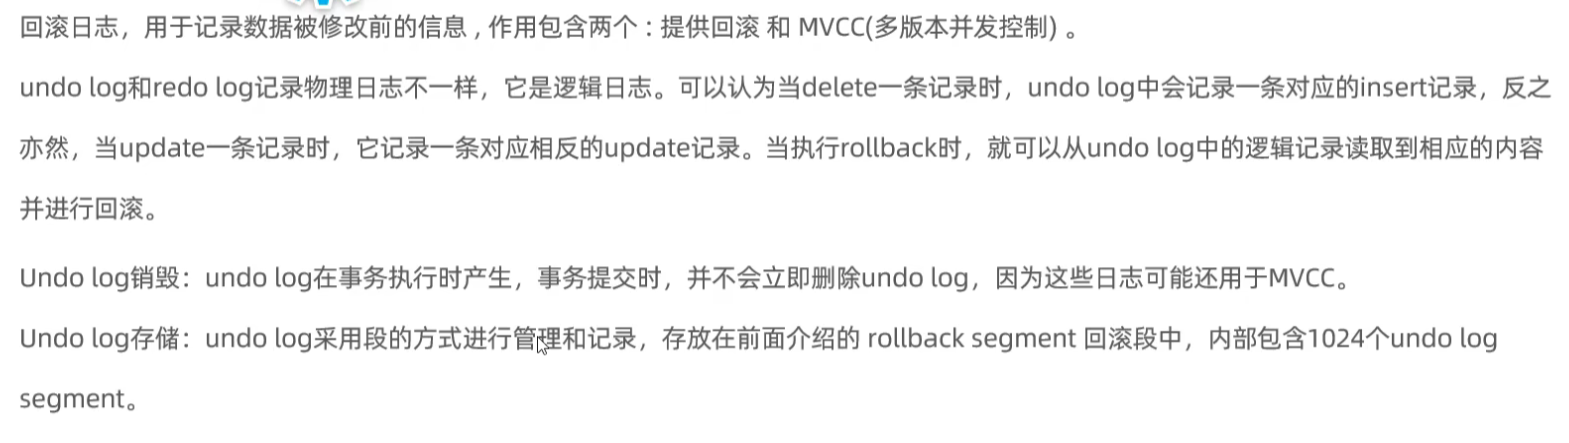 回滚日志，用于记录数据被修改前的信息 , 作用包含两个 : 提供回滚 和 MVCC(多版本并发控制) 。
undo log和redo log记录物理日志不一样，它是逻辑日志。可以认为当delete一条记录时，undo log中会记录一条对应的insert记录，反之
亦然，当update一条记录时，它记录一条对应相反的update记录。当执行rollback时，就可以从undo log中的逻辑记录读取到相应的内容
并进行回滚。
Undo log销毁：undo log在事务执行时产生，事务提交时，并不会立即删除undo log，因为这些日志可能还用于MVCC。
Undo log存储：undo log采用段的方式进行管理和记录，存放在前面介绍的 rollback segment 回滚段中，内部包含1024个undo log
segment。